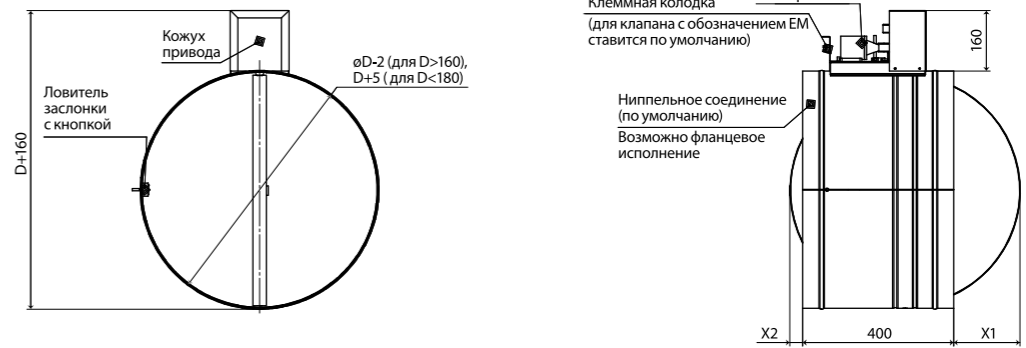 Кожух
привода
øD-2 (для D>160),
D+5 ( для D<180)
Ловитель
заслонки
с кнопкой
D+160
Клеммная колодка
(для клапана с обозначением EM
ставится по умолчанию)
160
Ниппельное соединение
(по умолчанию)
Возможно фланцевое
исполнение
X2
400
X1